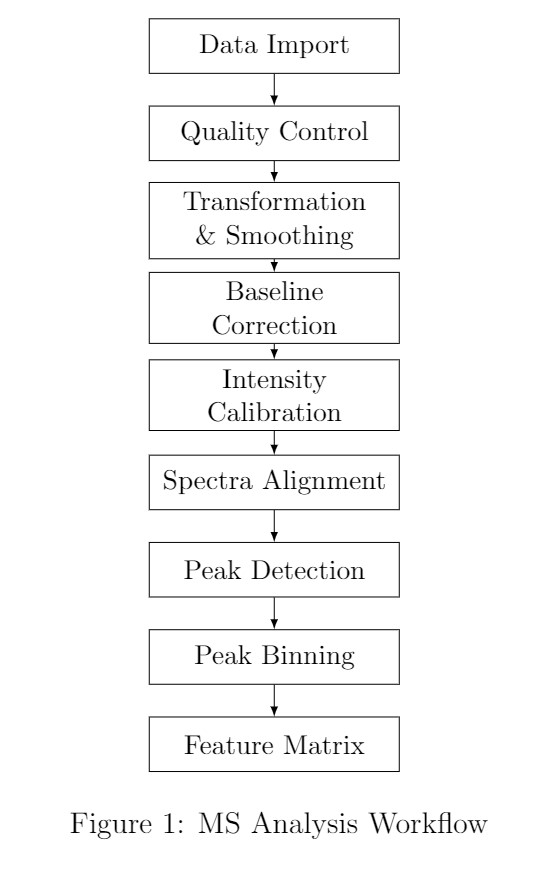 Data Import
Quality Control
Transformation
& Smoothing
Baseline
Correction
Intensity
Calibration
Spectra Alignment
Peak Detection
Peak Binning
Feature Matrix
Figure 1: MS Analysis Workflow